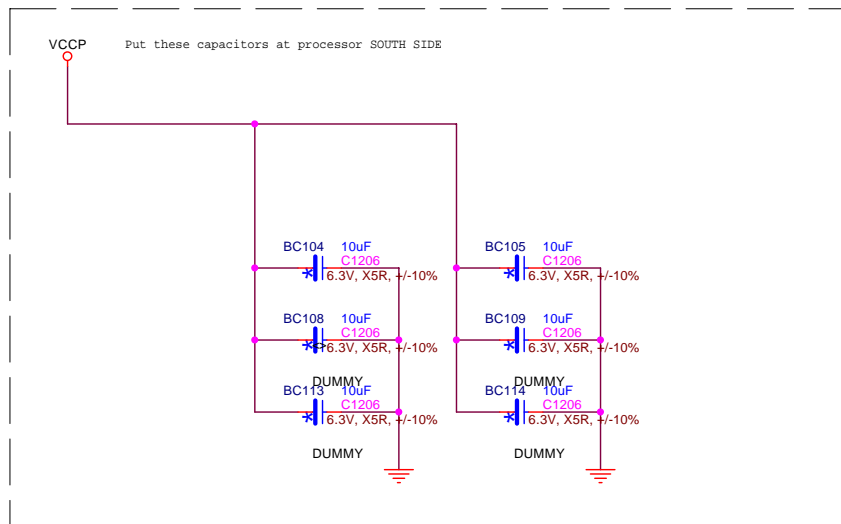 VCCP
Put these capacitors at processor SOUTH SIDE
BC104 10uF
C1206
6.3V, X5R, +/-10%
BC105 10uF
C1206
6.3V, X5R, +/-10%
BC108 10uF
C1206
6.3V, X5R, +/-10%
DUMMY
BC109 10uF
C1206
6.3V, X5R, +/-10%
DUMMY
BC113 10uF
C1206
6.3V, X5R, +/-10%
DUMMY
BC114 10uF
C1206
6.3V, X5R, +/-10%
DUMMY